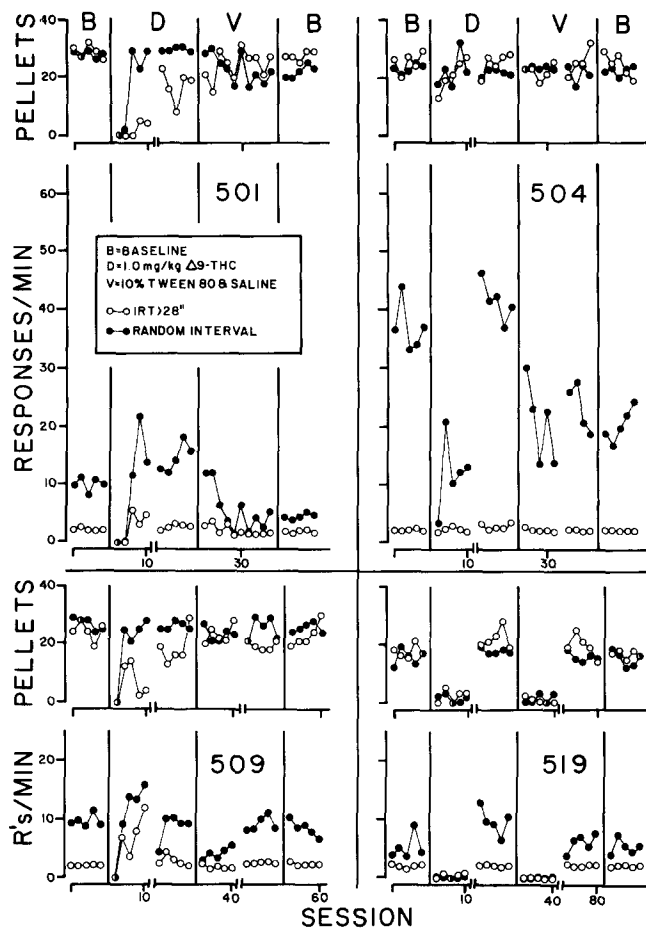 B D V B D V B
PELLETS
40
20
0
501 504
RESPONSES/MIN
60
50
40
30
20
10
0
B=BASELINE
D=1.0 mg/kg Δ9-THC
V=10% TWEEN 80 & SALINE
IRT>28"
RANDOM INTERVAL
10 30 10 30
PELLETS
40
20
0
509 519
R's/MIN
20
10
0
10 40 60 10 40 80
SESSION